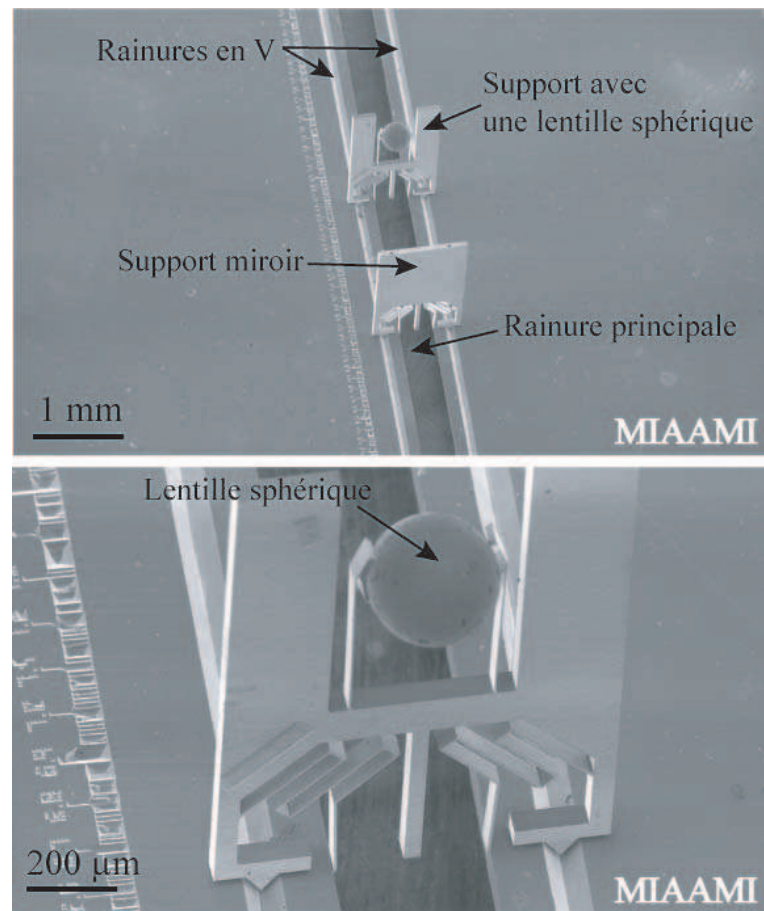 Rainures en V
Support avec
une lentille sphérique
Support miroir
Rainure principale
1 mm
MIAAMI
Lentille sphérique
200 µm
MIAAMI